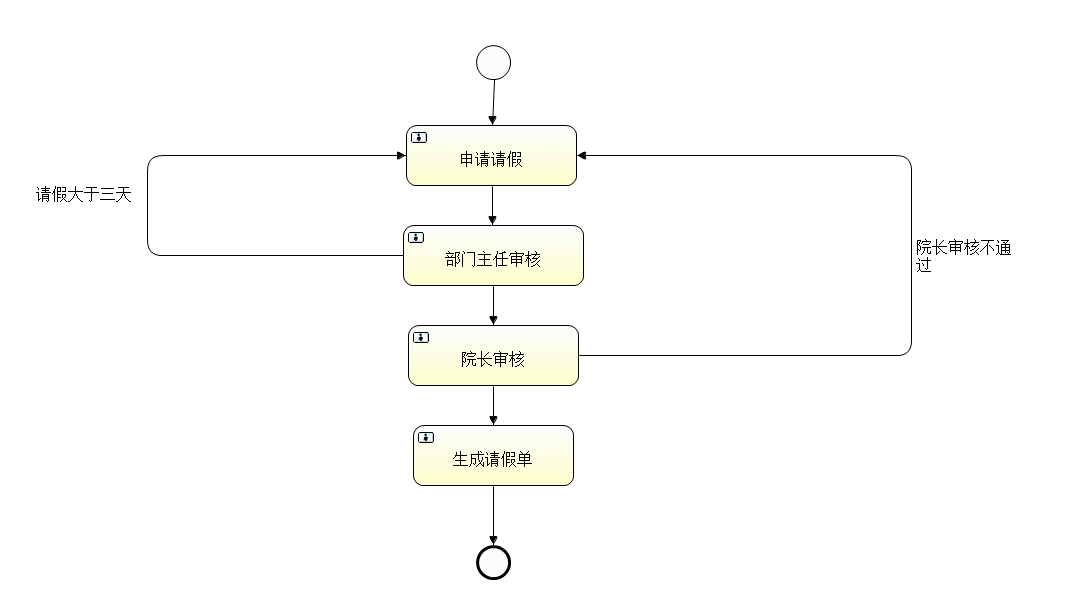 申请请假
请假大于三天
部门主任审核
院长审核不通
过
院长审核
生成请假单